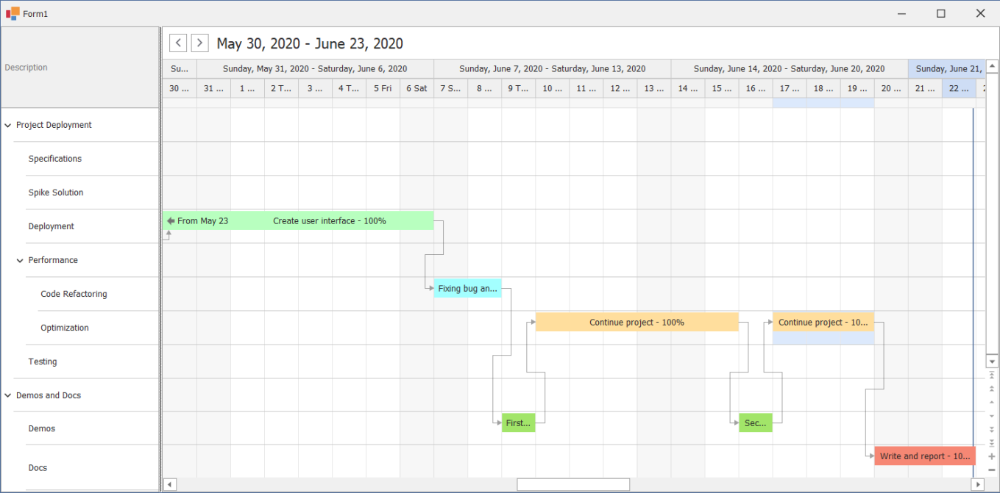 Form1
May 30, 2020 - June 23, 2020
Description
Su...
Sunday, May 31, 2020 - Saturday, June 6, 2020
Sunday, June 7, 2020 - Saturday, June 13, 2020
Sunday, June 14, 2020 - Saturday, June 20, 2020
Sunday, June 21,
30 ...
31 ...
1 ...
2 T...
3 ...
4 T...
5 Fri
6 Sat
7 S...
8 ...
9 T...
10 ...
11 ...
12 ...
13 ...
14 ...
15 ...
16 ...
17 ...
18 ...
19 ...
20 ...
21 ...
22 ...
Project Deployment
Specifications
Spike Solution
Deployment
From May 23
Create user interface - 100%
Performance
Code Refactoring
Fixing bug an...
Optimization
Continue project - 100%
Continue project - 10...
Testing
Demos and Docs
Demos
First...
Sec...
Docs
Write and report - 10...